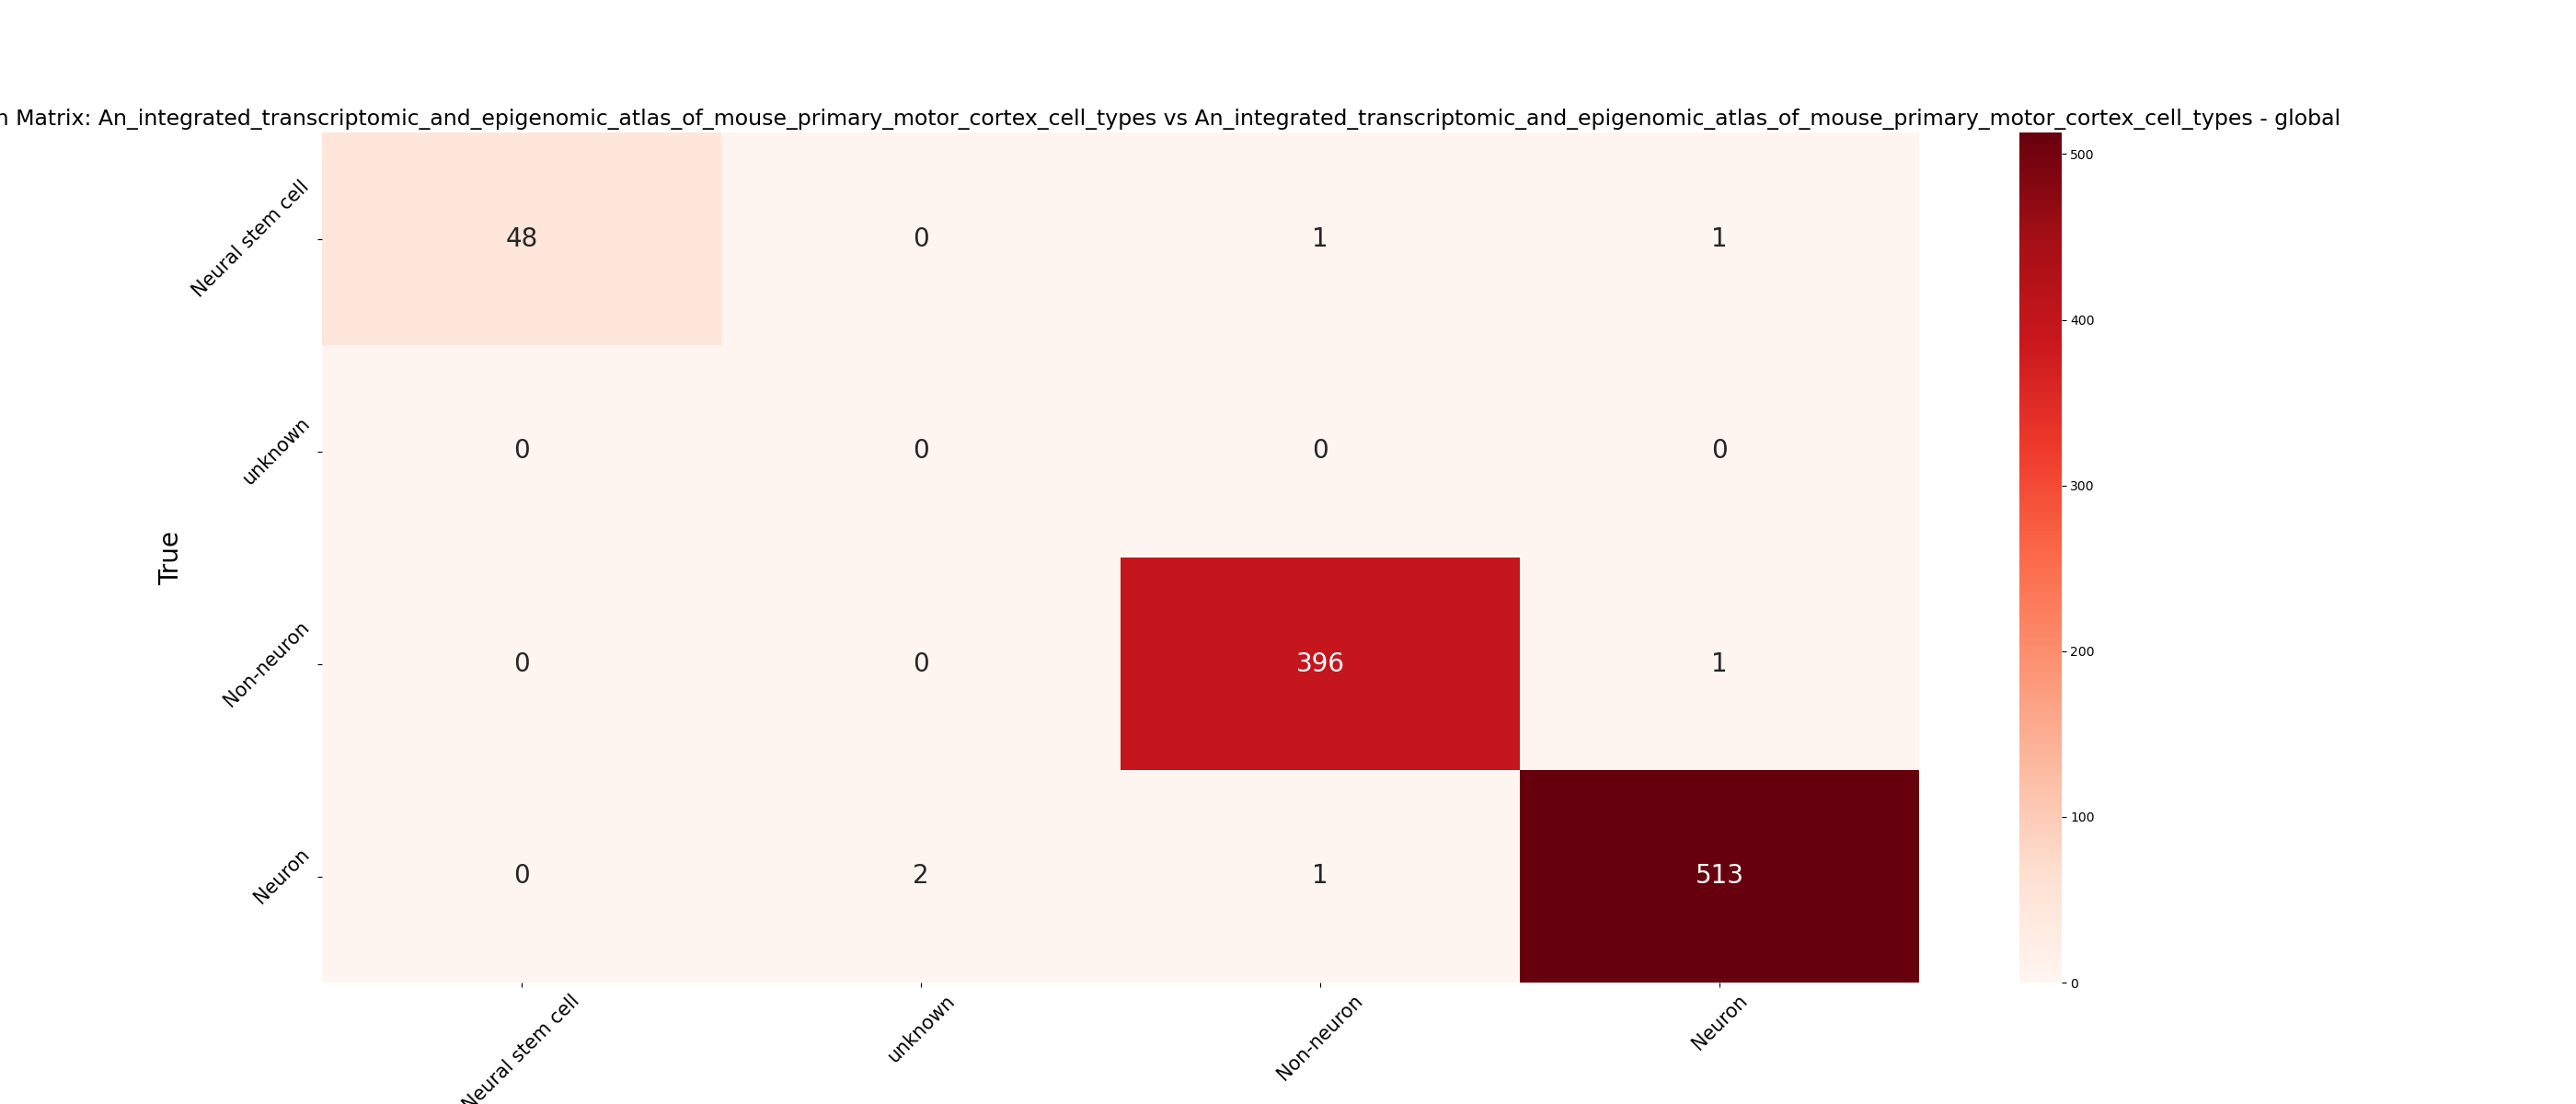 Matrix: An_integrated_transcriptomic_and_epigenomic_atlas_of_mouse_primary_motor_cortex_cell_types vs An_integrated_transcriptomic_and_epigenomic_atlas_of_mouse_primary_motor_cortex_cell_types - global
True
Neural stem cell
48 0 1 1
unknown
0 0 0 0
Non-neuron
0 0 396 1
Neuron
0 2 1 513
Neural stem cell
unknown
Non-neuron
Neuron
500
400
300
200
100
0